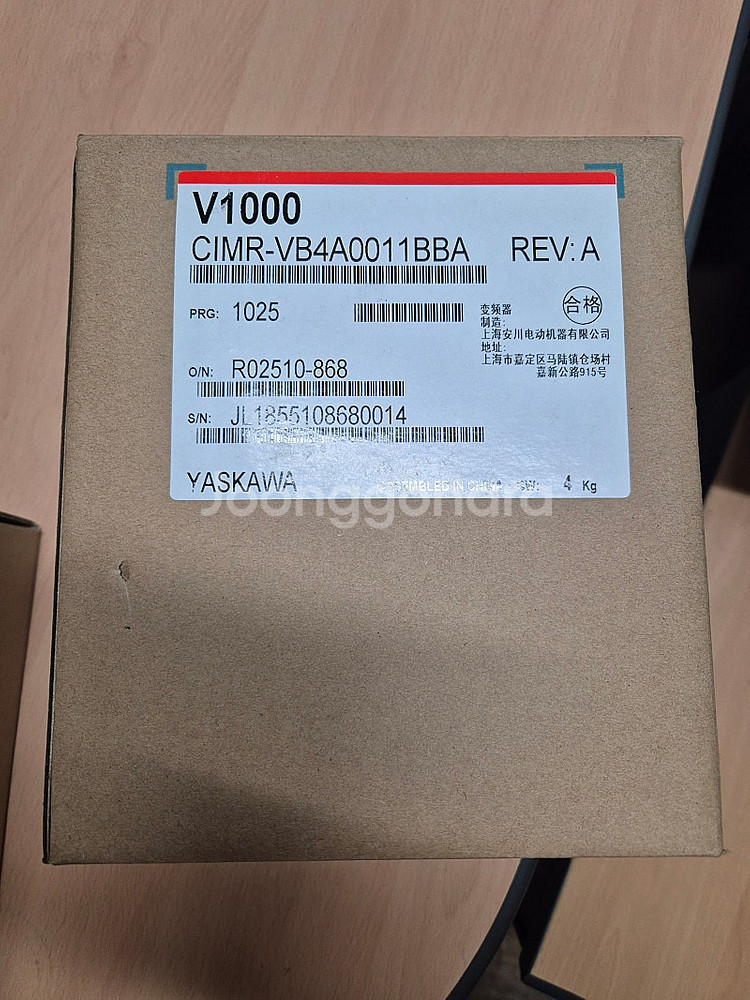 V1000
CIMR-VB4A0011BBA REV: A
PRG: 1025
变频器
合格
制造:
上海安川电动机器有限公司
地址:
上海市嘉定区马陆镇仓场村
嘉新公路915号
O/N: R02510-868
S/N: JL1855108680014
YASKAWA
ASSEMBLED IN CHINA GW: 4 Kg
Joonggonara